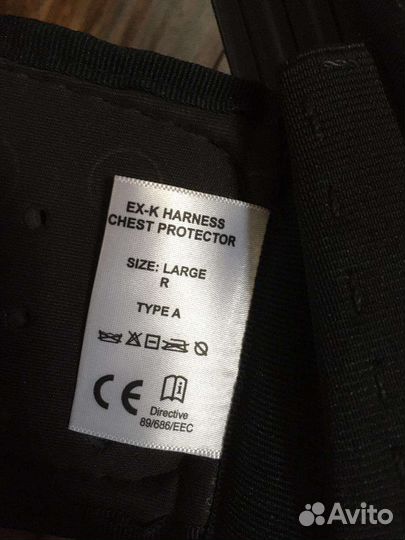 EX-K HARNESS
CHEST PROTECTOR
SIZE: LARGE
R
TYPE A
CE
i
Directive
89/686/EEC
Avito